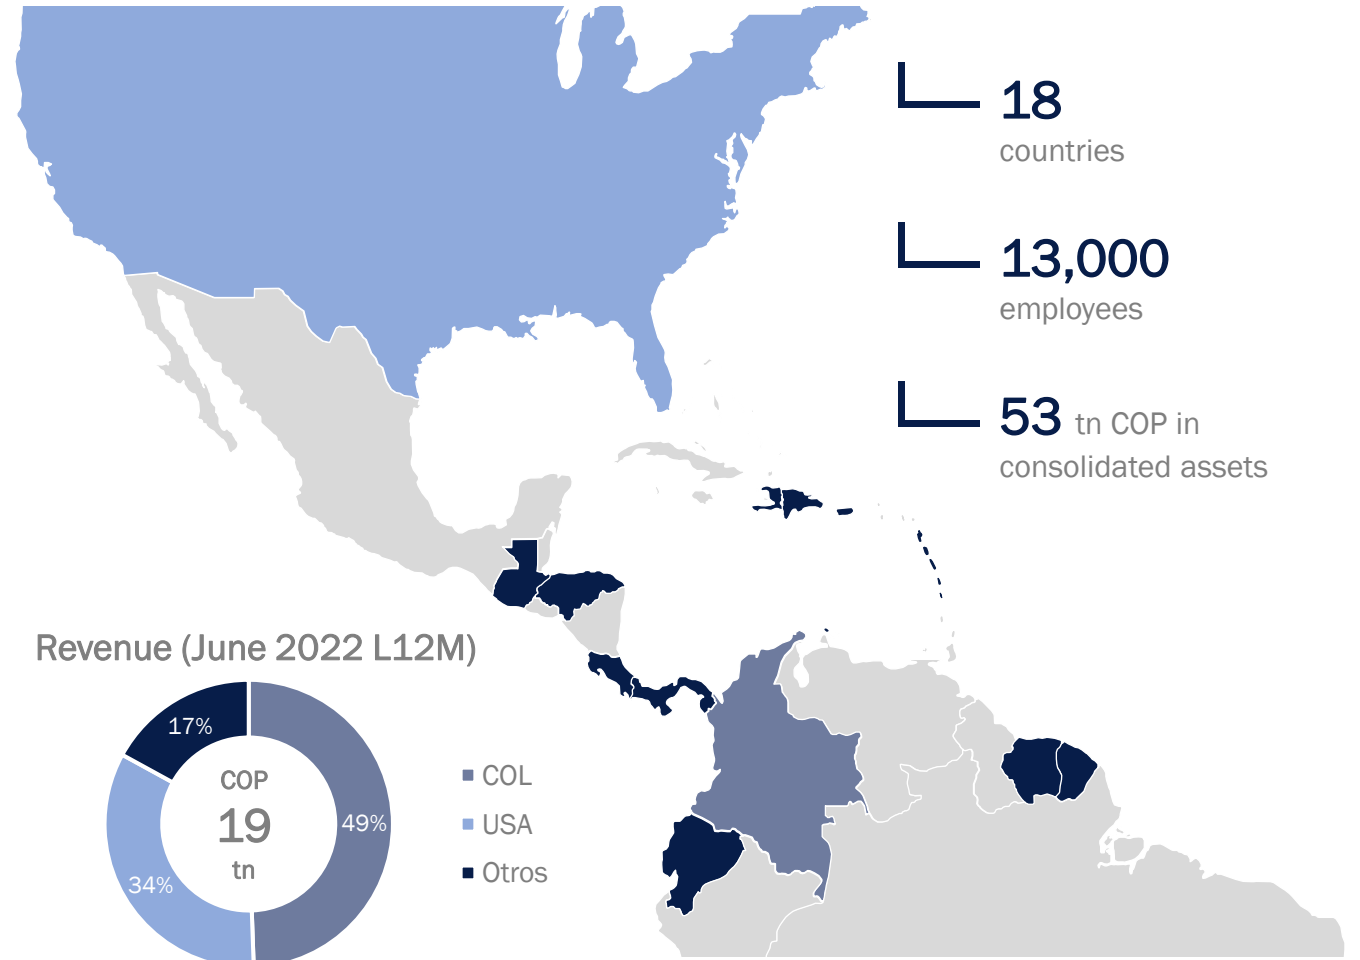 18
countries
13,000
employees
53 tn COP in
consolidated assets
Revenue (June 2022 L12M)
17%
COP
19
tn
49%
34%
COL
USA
Otros